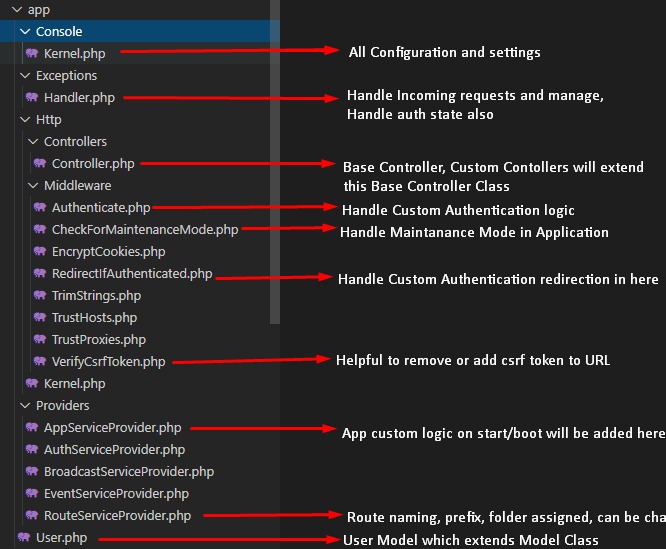 app
Console
Kernel.php All Configuration and settings
Exceptions
Handler.php Handle Incoming requests and manage,
Handle auth state also
Http
Controllers
Controller.php Base Controller, Custom Contollers will extend
this Base Controller Class
Middleware
Authenticate.php Handle Custom Authentication logic
CheckForMaintenanceMode.php Handle Maintanance Mode in Application
EncryptCookies.php
RedirectIfAuthenticated.php Handle Custom Authentication redirection in here
TrimStrings.php
TrustHosts.php
TrustProxies.php
VerifyCsrfToken.php Helpful to remove or add csrf token to URL
Kernel.php
Providers
AppServiceProvider.php App custom logic on start/boot will be added here
AuthServiceProvider.php
BroadcastServiceProvider.php
EventServiceProvider.php
RouteServiceProvider.php Route naming, prefix, folder assigned, can be cha
User.php User Model which extends Model Class